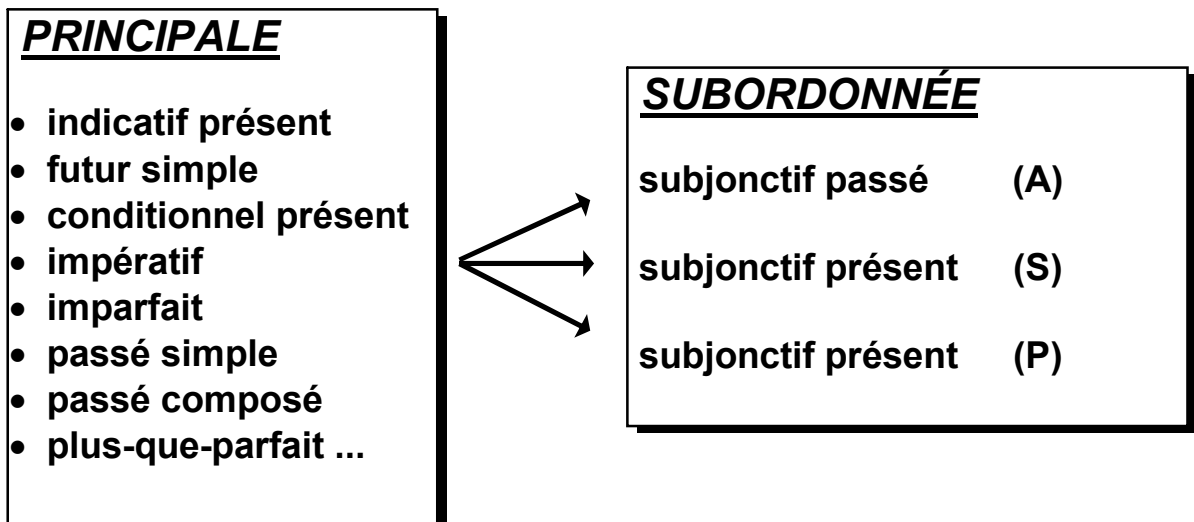 PRINCIPALE
• indicatif présent
• futur simple
• conditionnel présent
• impératif
• imparfait
• passé simple
• passé composé
• plus-que-parfait ...
SUBORDONNÉE
subjonctif passé (A)
subjonctif présent (S)
subjonctif présent (P)